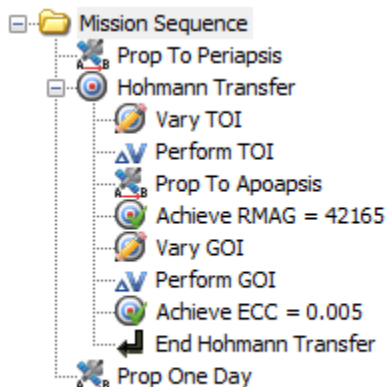 Mission Sequence
Prop To Periapsis
Hohmann Transfer
Vary TOI
Perform TOI
Prop To Apoapsis
Achieve RMAG = 42165
Vary GOI
Perform GOI
Achieve ECC = 0.005
End Hohmann Transfer
Prop One Day